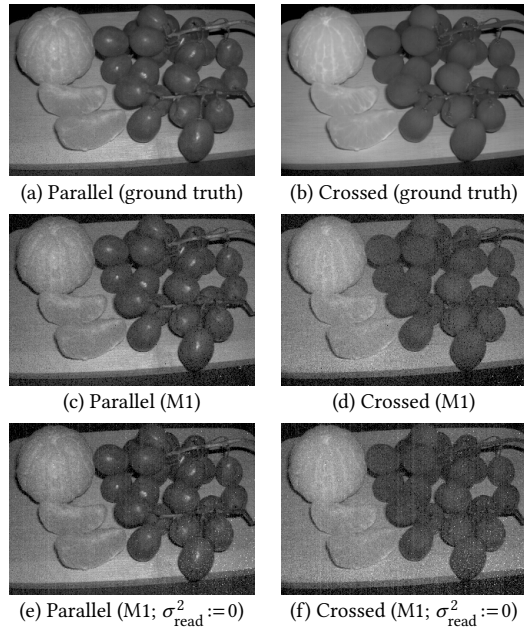 (a) Parallel (ground truth)
(b) Crossed (ground truth)
(c) Parallel (M1)
(d) Crossed (M1)
(e) Parallel (M1; σ²read :=0)
(f) Crossed (M1; σ²read :=0)